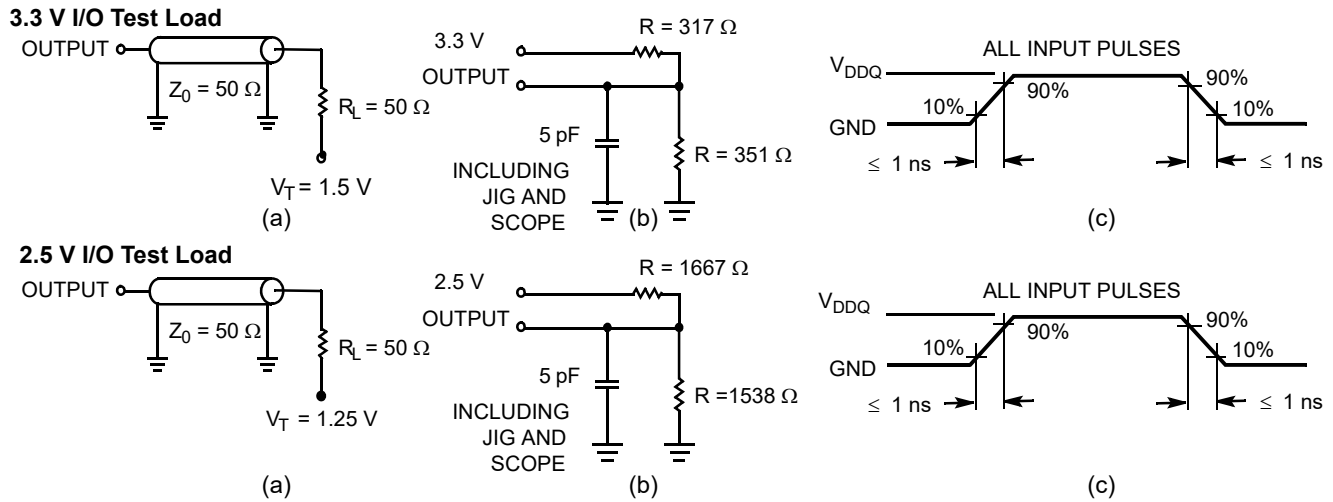 3.3 V I/O Test Load
OUTPUT
Z0 = 50 Ω
RL = 50 Ω
VT = 1.5 V
(a)
3.3 V
R = 317 Ω
OUTPUT
5 pF
R = 351 Ω
INCLUDING
JIG AND
SCOPE
(b)
ALL INPUT PULSES
VDDQ
GND
10%
90%
90%
10%
≤ 1 ns
≤ 1 ns
(c)
2.5 V I/O Test Load
OUTPUT
Z0 = 50 Ω
RL = 50 Ω
VT = 1.25 V
(a)
2.5 V
R = 1667 Ω
OUTPUT
5 pF
R =1538 Ω
INCLUDING
JIG AND
SCOPE
(b)
ALL INPUT PULSES
VDDQ
GND
10%
90%
90%
10%
≤ 1 ns
≤ 1 ns
(c)